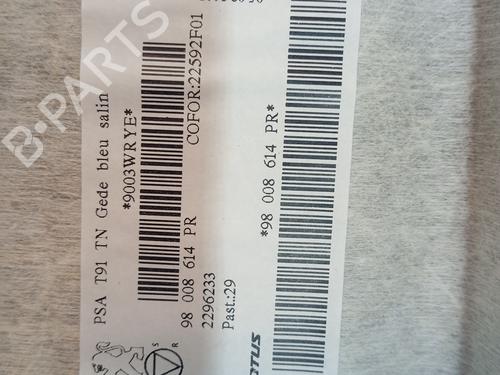 PSA T91 TN Gede bleu salin
*9003WRYE*
COFOR:22592F01
98 008 614 PR
2296233
Past.:29
*98 008 614 PR*
S
R
B-PARTS